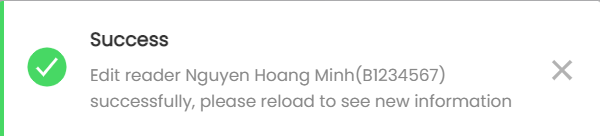 Success
Edit reader Nguyen Hoang Minh(B1234567)
successfully, please reload to see new information